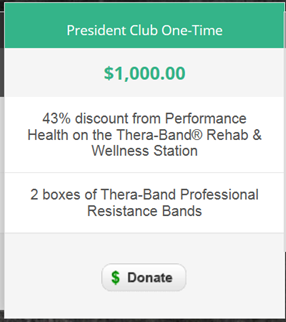 President Club One-Time
$1,000.00
43% discount from Performance
Health on the Thera-Band® Rehab &
Wellness Station
2 boxes of Thera-Band Professional
Resistance Bands
$ Donate